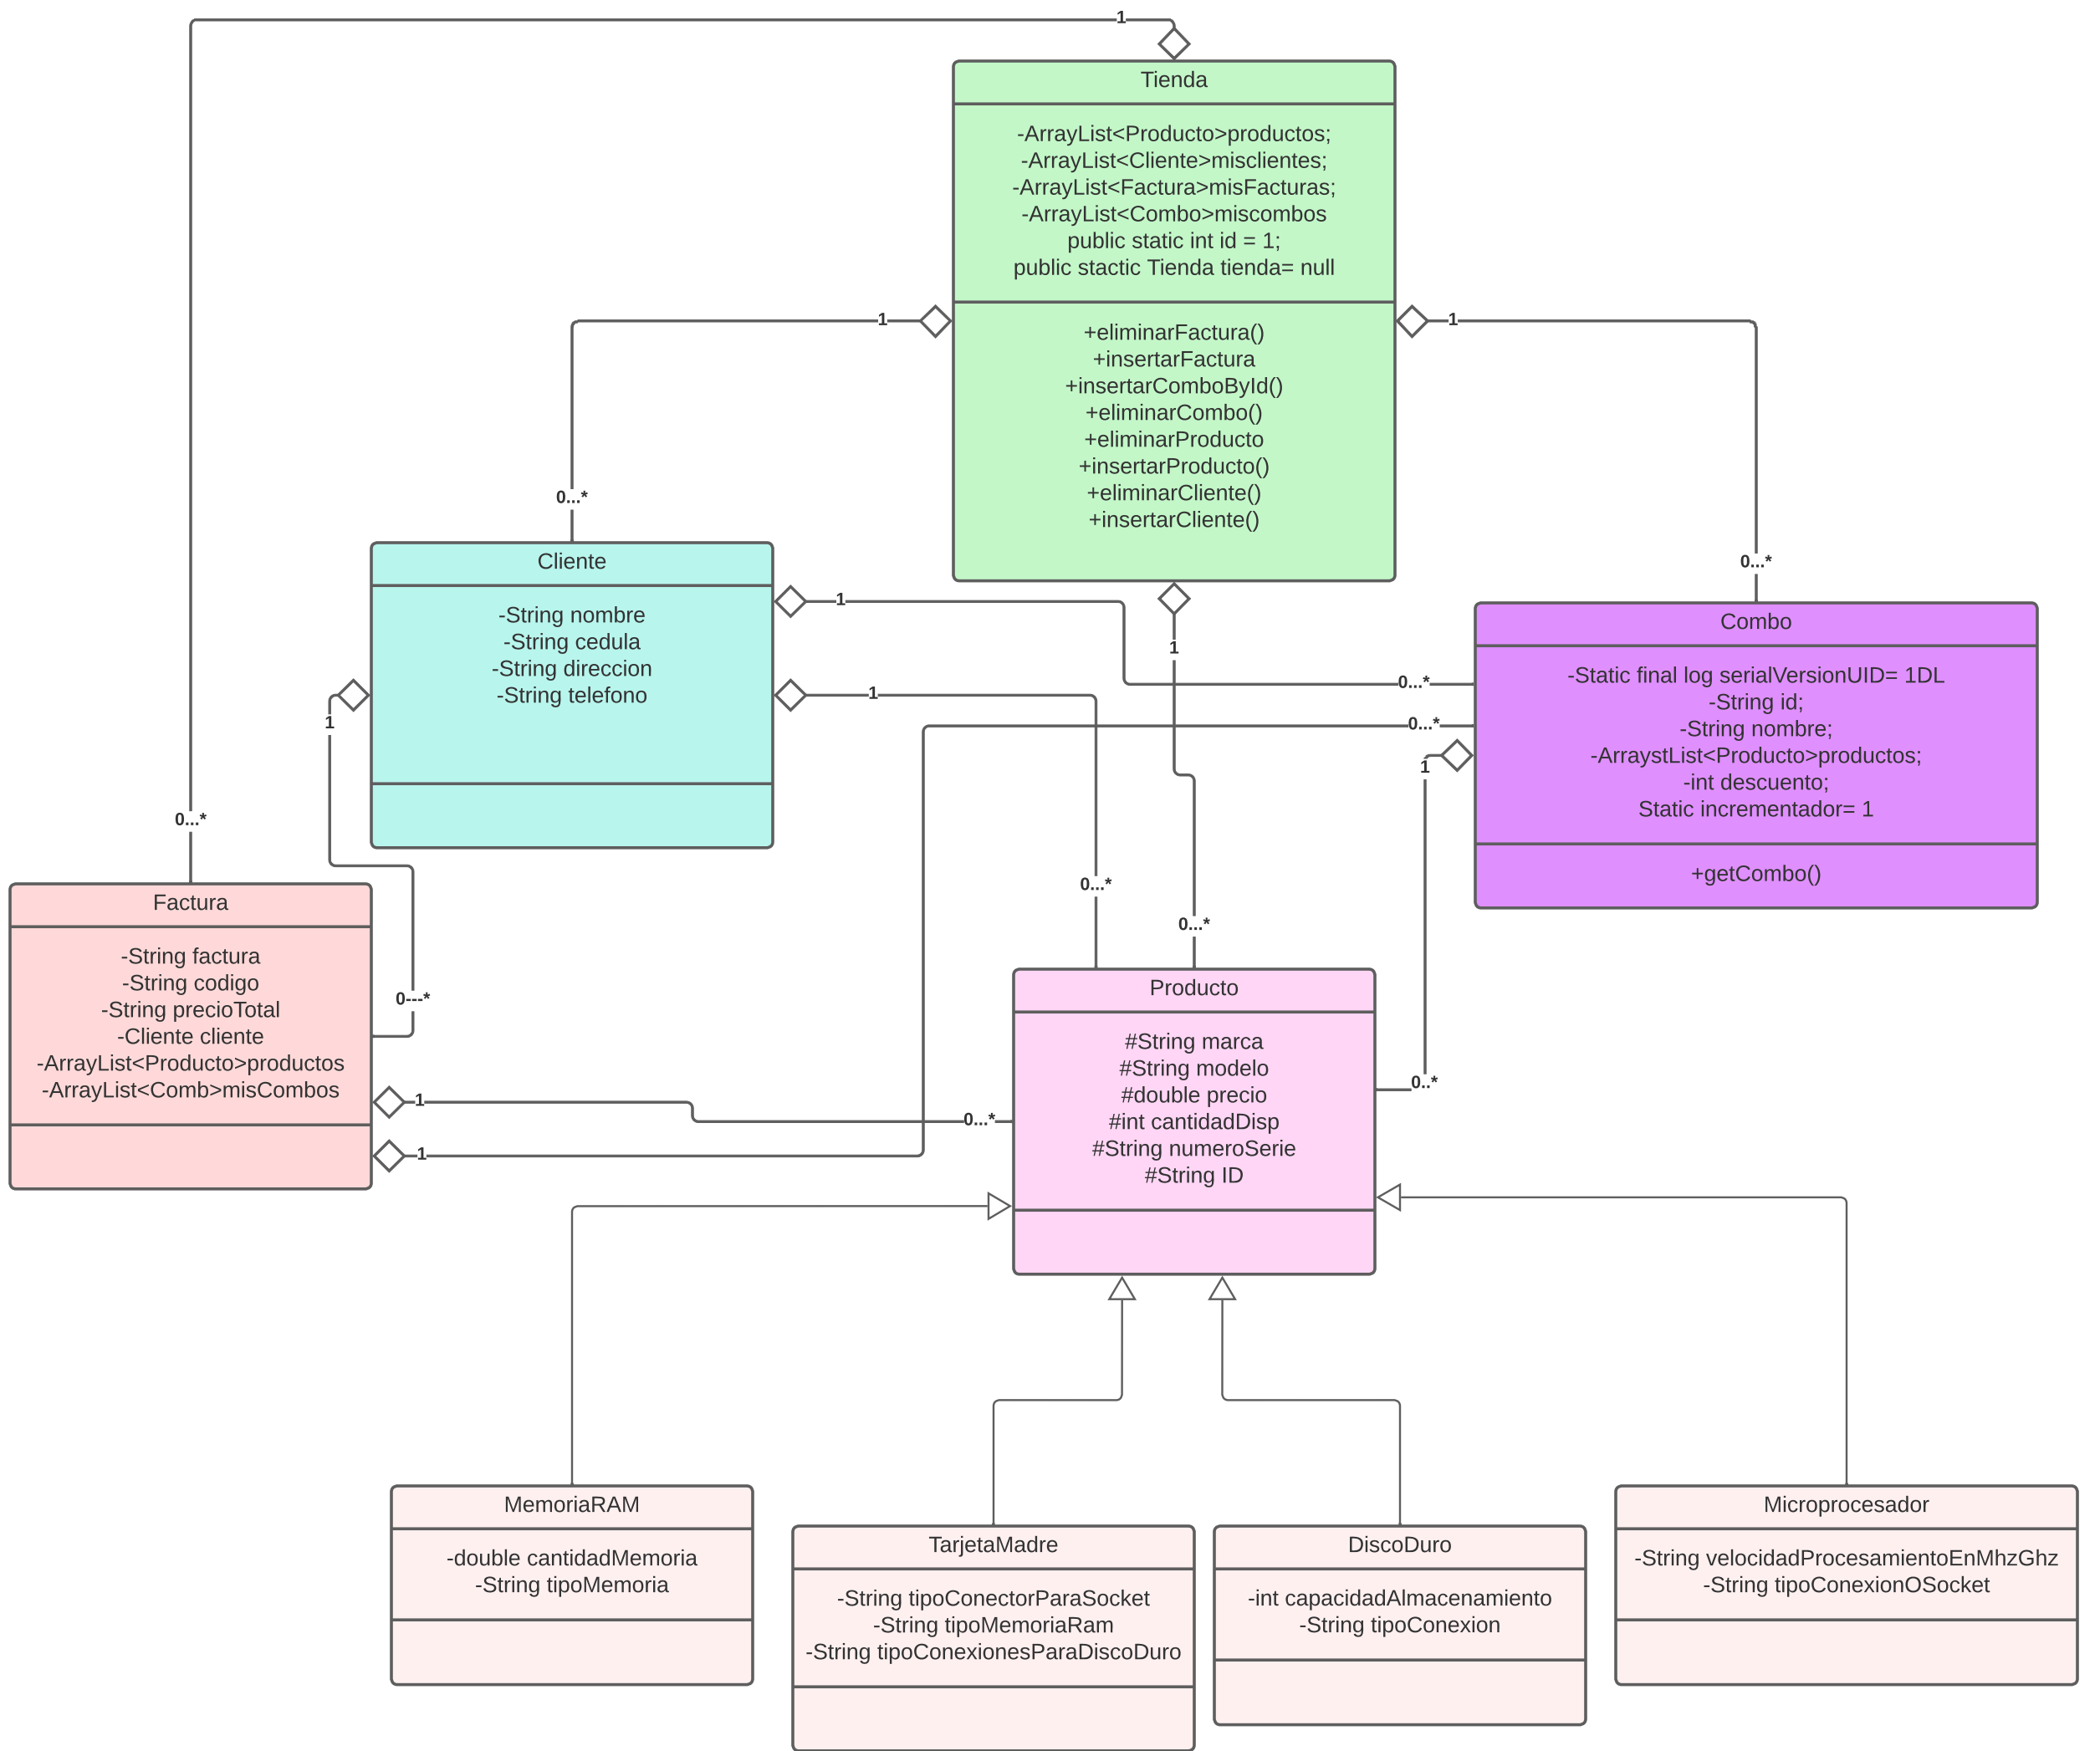 1
Tienda
-ArrayList<Producto>productos;
-ArrayList<Cliente>misclientes;
-ArrayList<Factura>misFacturas;
-ArrayList<Combo>miscombos
public static int id = 1;
public stactic Tienda tienda= null
+eliminarFactura()
+insertarFactura
+insertarComboById()
+eliminarCombo()
+eliminarProducto
+insertarProducto()
+eliminarCliente()
+insertarCliente()
1
1
0...*
0...*
Cliente
-String nombre
-String cedula
-String direccion
-String telefono
1
1
1
1
0...*
0...*
Combo
-Static final log serialVersionUID= 1DL
-String id;
-String nombre;
-ArraystList<Producto>productos;
-int descuento;
Static incrementador= 1
+getCombo()
1
0...*
0...*
0...*
Factura
-String factura
-String codigo
-String precioTotal
-Cliente cliente
-ArrayList<Producto>productos
-ArrayList<Comb>misCombos
0---*
1
1
0...*
Producto
#String marca
#String modelo
#double precio
#int cantidadDisp
#String numeroSerie
#String ID
0..*
MemoriaRAM
-double cantidadMemoria
-String tipoMemoria
TarjetaMadre
-String tipoConectorParaSocket
-String tipoMemoriaRam
-String tipoConexionesParaDiscoDuro
DiscoDuro
-int capacidadAlmacenamiento
-String tipoConexion
Microprocesador
-String velocidadProcesamientoEnMhzGhz
-String tipoConexionOSocket